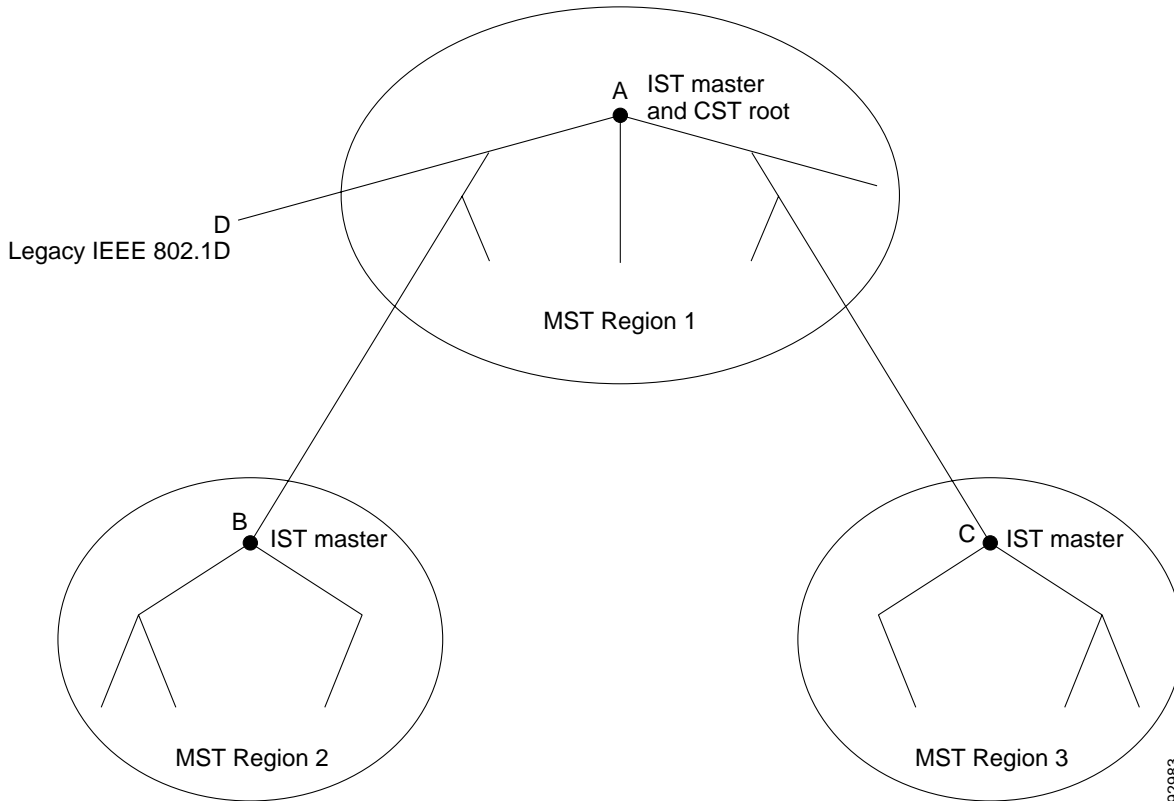 A
IST master
and CST root
D
Legacy IEEE 802.1D
MST Region 1
B
IST master
C
IST master
MST Region 2
MST Region 3